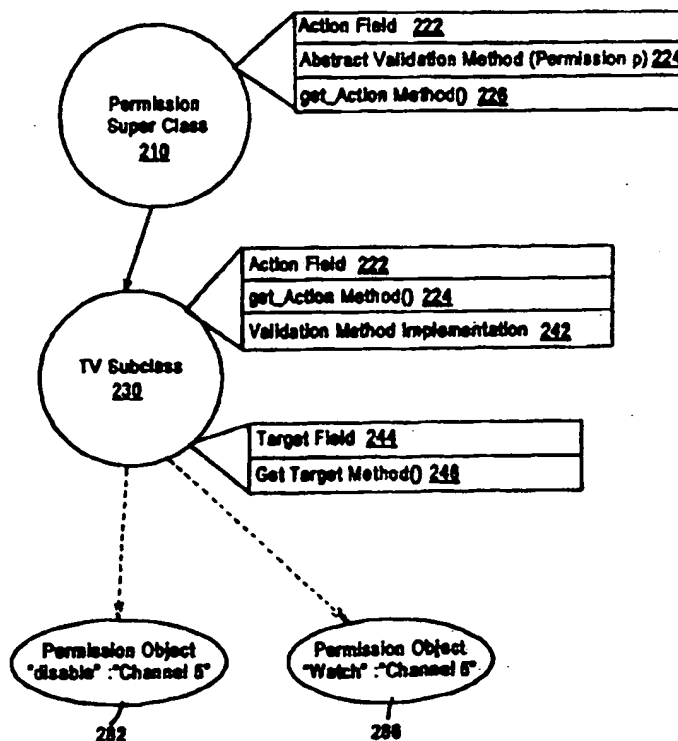 Action Field 222
Abstract Validation Method (Permission p) 224
get_Action Method() 226
Permission
Super Class
210
Action Field 222
get_Action Method() 224
Validation Method Implementation 242
TV Subclass
230
Target Field 244
Get Target Method() 246
Permission Object
"disable" :"Channel 5"
Permission Object
"Watch" :"Channel 5"
282
286